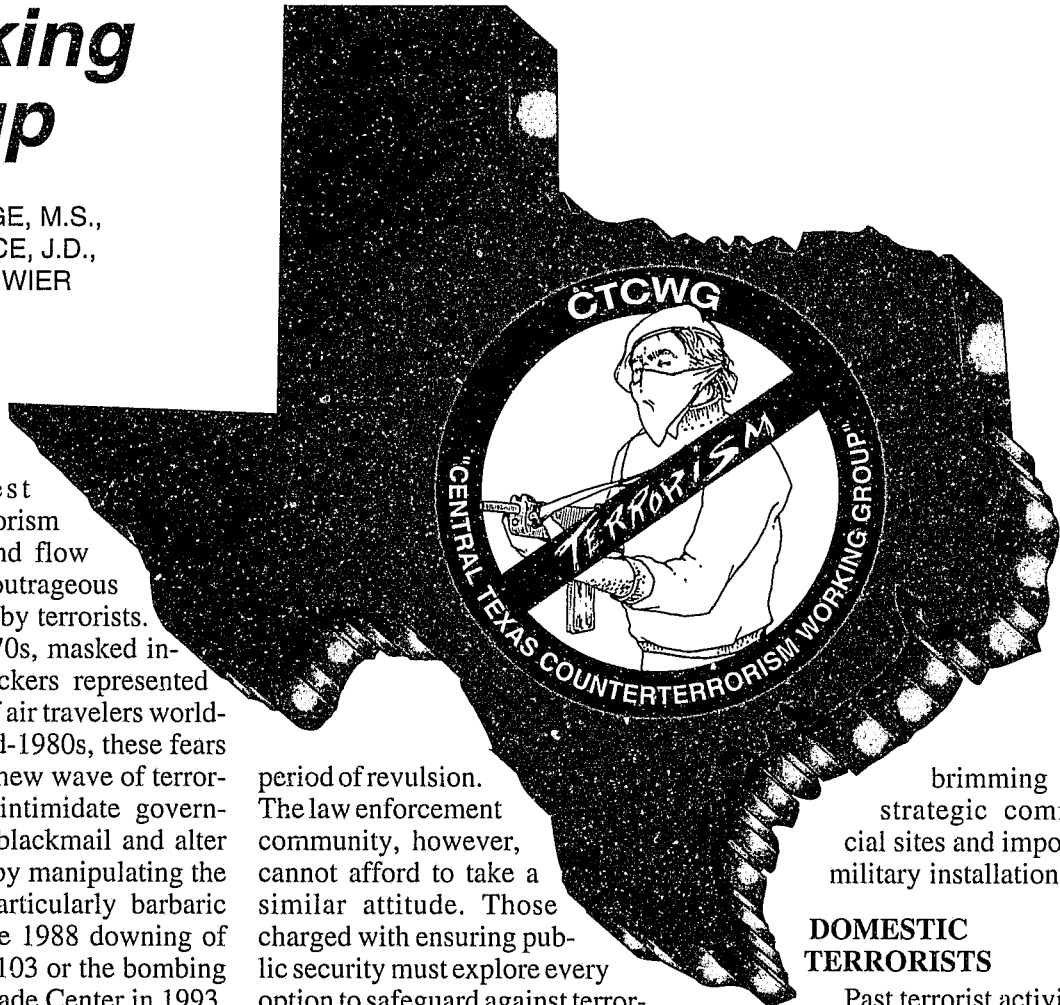 king
up
GE, M.S.,
CE, J.D.,
WIER
CTCWG
TERRORISM
"CENTRAL TEXAS COUNTERTERRORISM WORKING GROUP"
est
orism
nd flow
outrageous
by terrorists.
70s, masked in-
ckers represented
f air travelers world-
d-1980s, these fears
new wave of terror-
intimidate govern-
blackmail and alter
by manipulating the
articularly barbaric
e 1988 downing of
103 or the bombing
ade Center in 1993
period of revulsion.
The law enforcement
community, however,
cannot afford to take a
similar attitude. Those
charged with ensuring pub-
lic security must explore every
option to safeguard against terror-
brimming
strategic com
cial sites and impo
military installation
DOMESTIC
TERRORISTS
Past terrorist activi